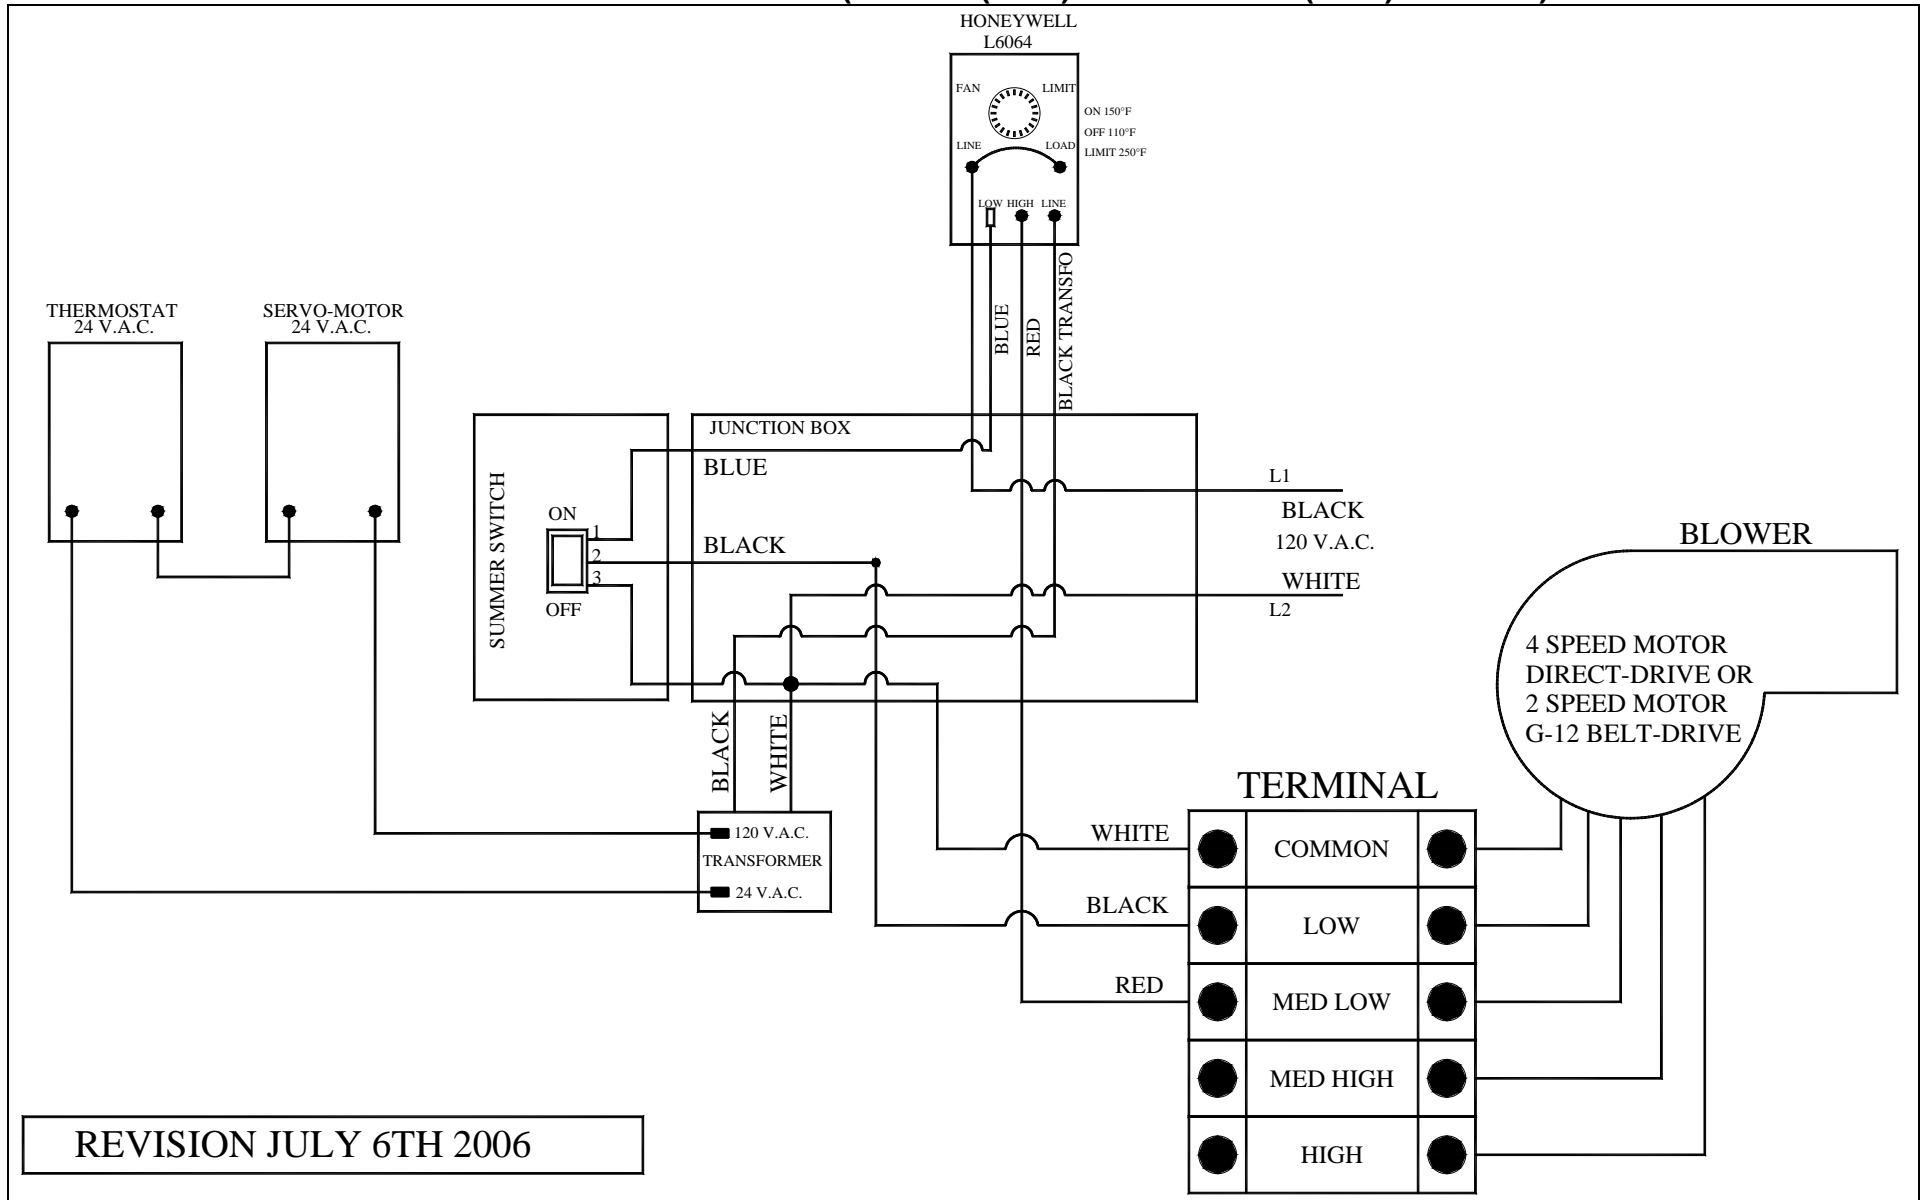 HONEYWELL
L6064
FAN
LIMIT
ON 150°F
OFF 110°F
LIMIT 250°F
LINE
LOAD
LOW
HIGH
LINE
BLUE
RED
BLACK TRANSFO
THERMOSTAT
24 V.A.C.
SERVO-MOTOR
24 V.A.C.
SUMMER SWITCH
ON
1
2
3
OFF
JUNCTION BOX
BLUE
BLACK
L1
BLACK
120 V.A.C.
WHITE
L2
BLACK
WHITE
120 V.A.C.
TRANSFORMER
24 V.A.C.
BLOWER
4 SPEED MOTOR
DIRECT-DRIVE OR
2 SPEED MOTOR
G-12 BELT-DRIVE
TERMINAL
WHITE
COMMON
BLACK
LOW
RED
MED LOW
MED HIGH
HIGH
REVISION JULY 6TH 2006